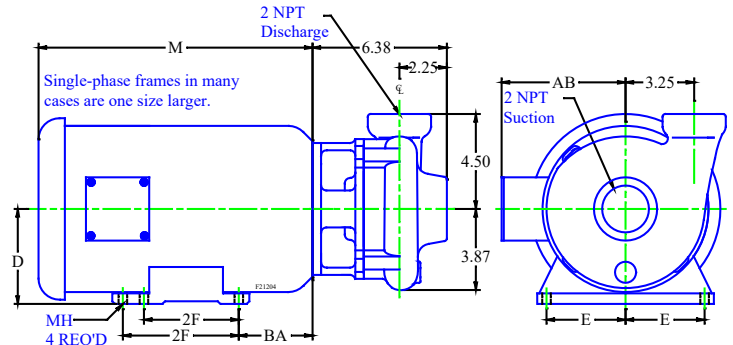 2 NPT
Discharge
M
6.38
2.25
℄
Single-phase frames in many
cases are one size larger.
AB
3.25
2 NPT
Suction
4.50
D
3.87
F21204
MH
4 REO'D
2F
2F
BA
E
E